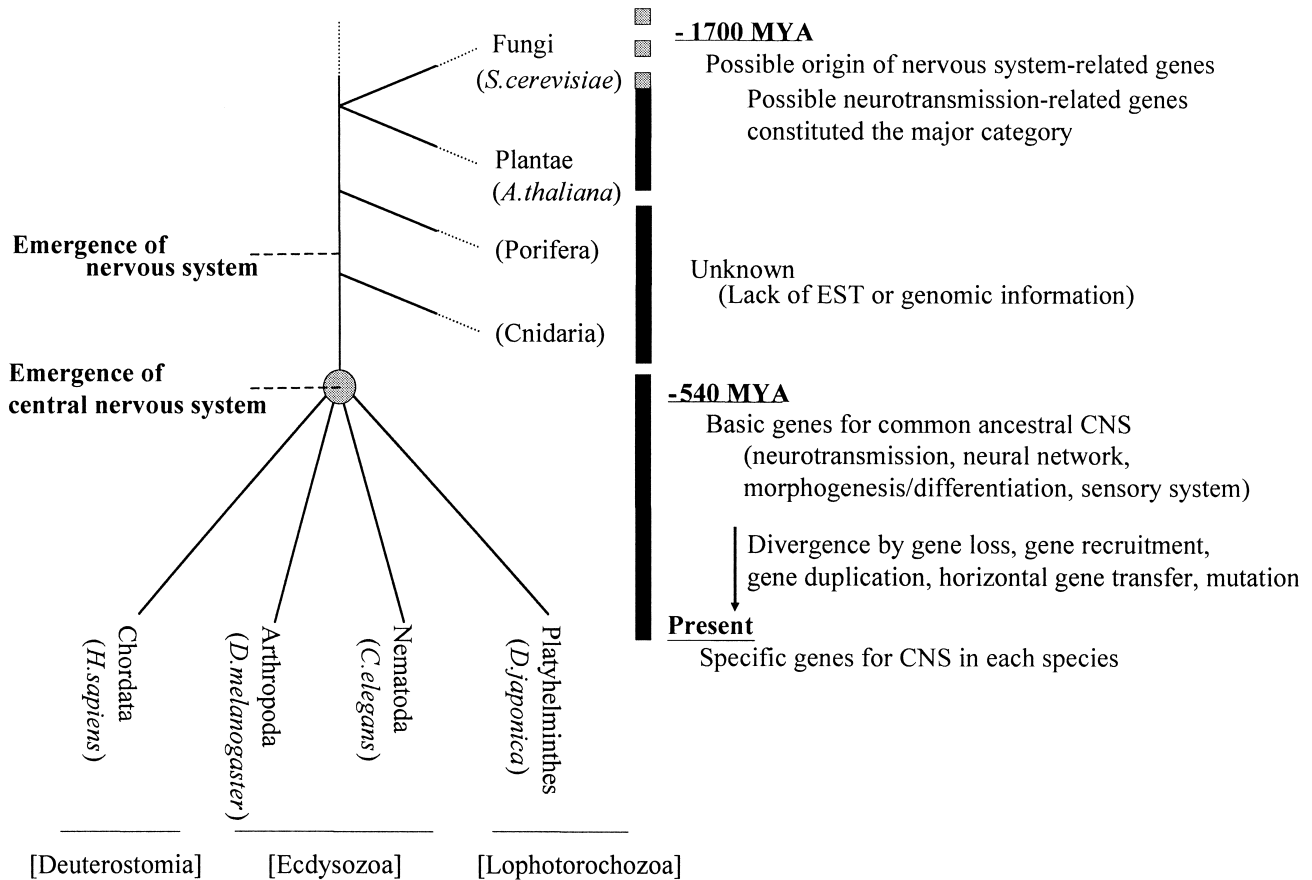 Fungi
(S.cerevisiae)
Plantae
(A.thaliana)
(Porifera)
(Cnidaria)
Emergence of
nervous system
Emergence of
central nervous system
- 1700 MYA
Possible origin of nervous system-related genes
Possible neurotransmission-related genes
constituted the major category
Unknown
(Lack of EST or genomic information)
-540 MYA
Basic genes for common ancestral CNS
(neurotransmission, neural network,
morphogenesis/differentiation, sensory system)
Divergence by gene loss, gene recruitment,
gene duplication, horizontal gene transfer, mutation
Present
Specific genes for CNS in each species
Chordata
(H.sapiens)
Arthropoda
(D.melanogaster)
Nematoda
(C.elegans)
Platyhelminthes
(D.japonica)
[Deuterostomia]
[Ecdysozoa]
[Lophotorochozoa]